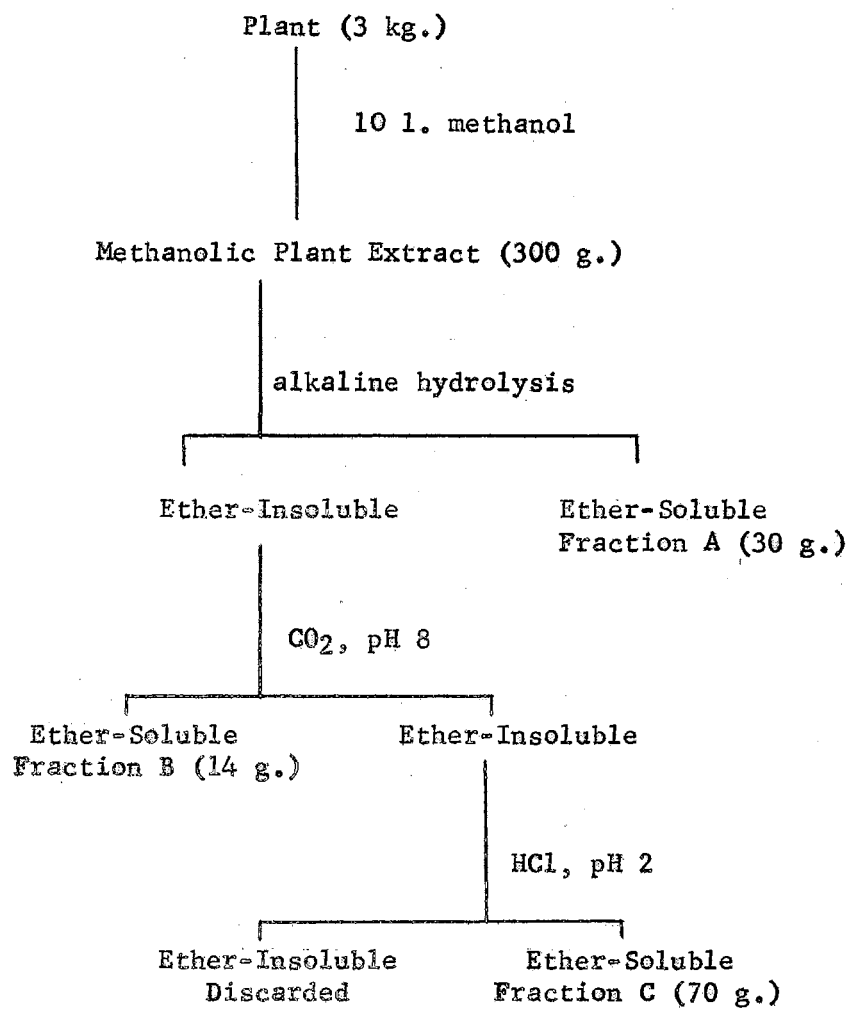 Plant (3 kg.)
10 l. methanol
Methanolic Plant Extract (300 g.)
alkaline hydrolysis
Ether-Insoluble
Ether-Soluble
Fraction A (30 g.)
CO2, pH 8
Ether-Soluble
Fraction B (14 g.)
Ether-Insoluble
HCl, pH 2
Ether-Insoluble
Discarded
Ether-Soluble
Fraction C (70 g.)